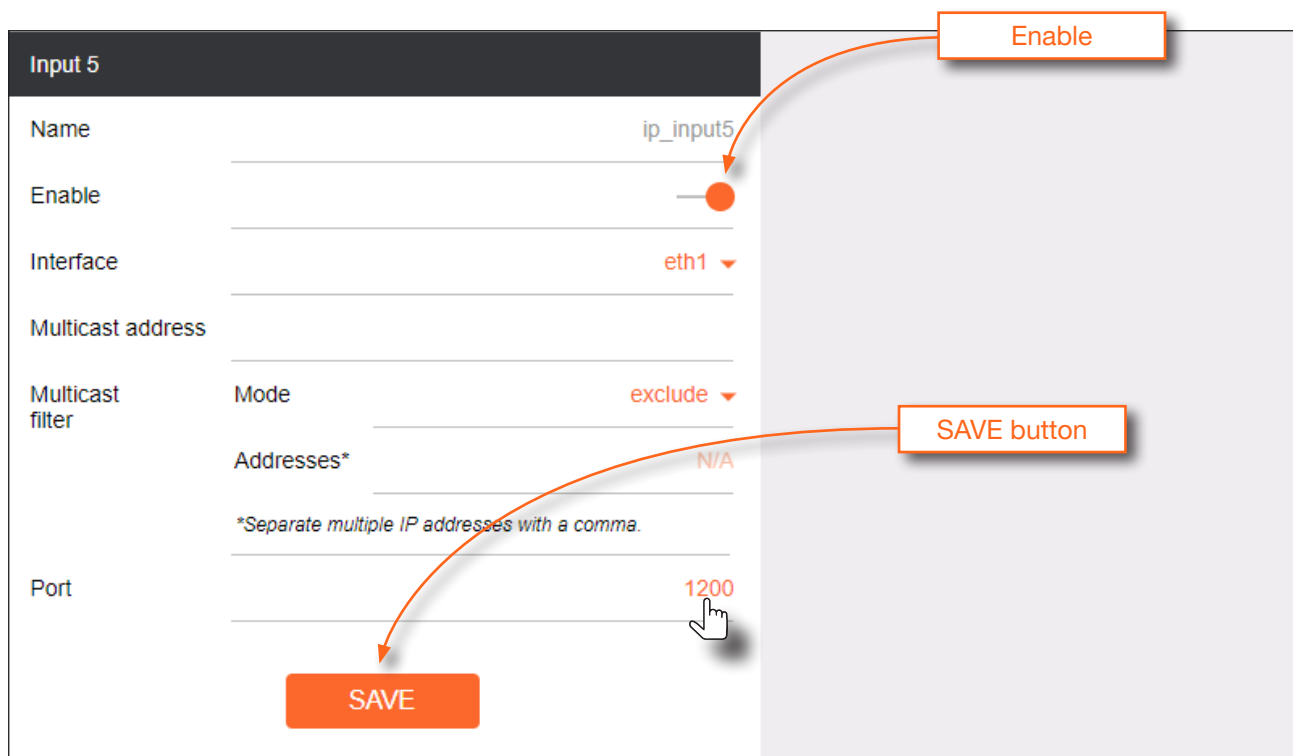 Enable
Input 5
Name ip_input5
Enable
Interface eth1
Multicast address
Multicast filter Mode exclude
SAVE button
Addresses* N/A
*Separate multiple IP addresses with a comma.
Port 1200
SAVE